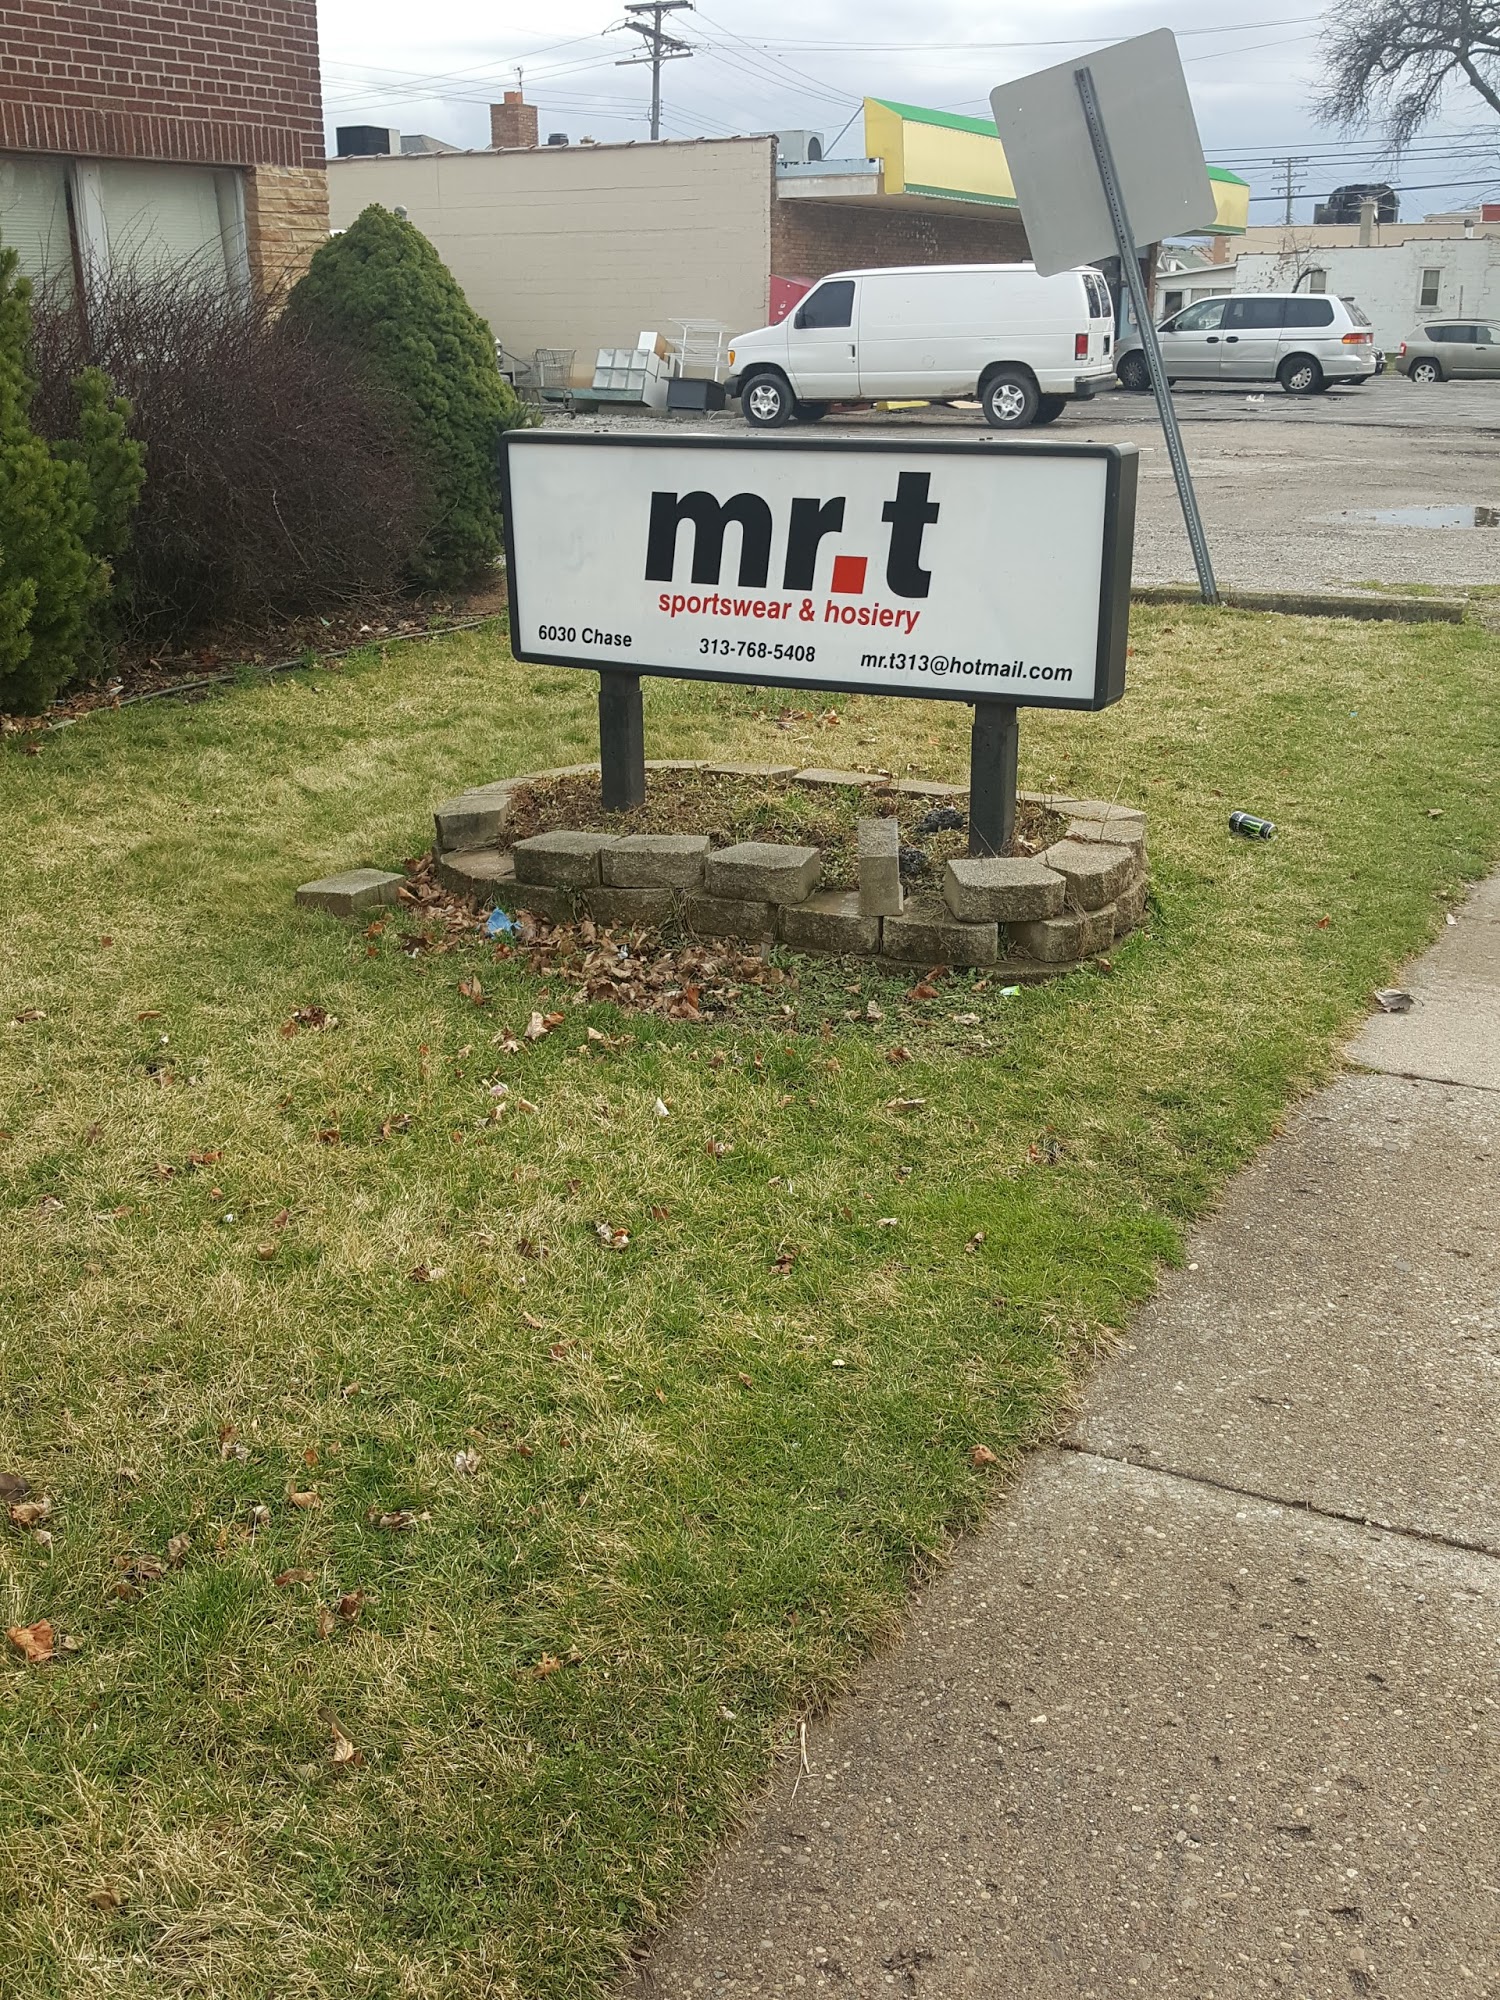 mr.t
sportswear & hosiery
6030 Chase 313-768-5408 mr.t313@hotmail.com